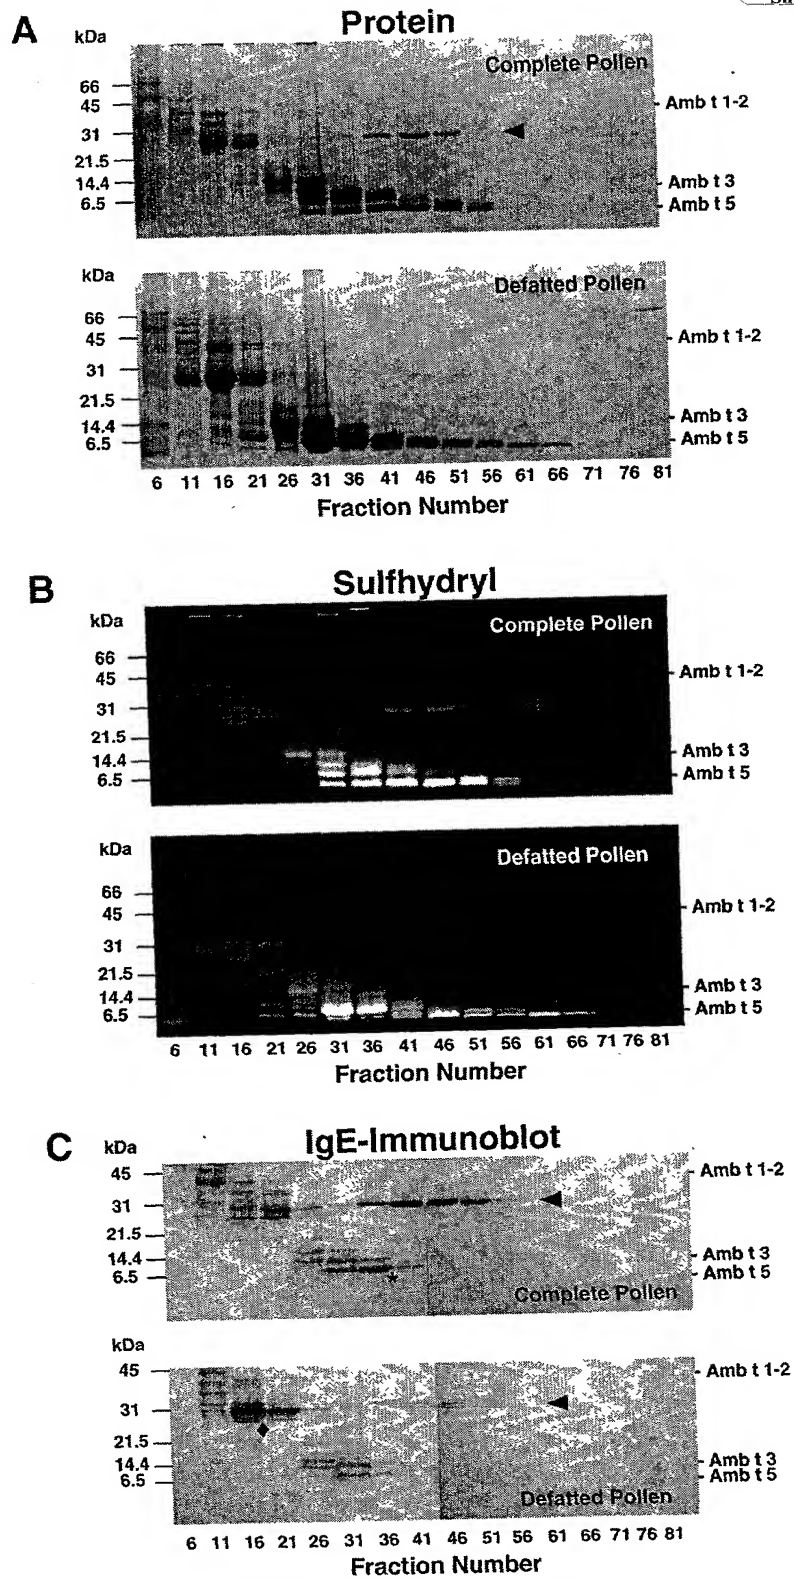 A
Protein
kDa
Complete Pollen
66
45
31
21.5
14.4
6.5
Amb t 1-2
Amb t 3
Amb t 5
kDa
Defatted Pollen
66
45
31
21.5
14.4
6.5
Amb t 1-2
Amb t 3
Amb t 5
6 11 16 21 26 31 36 41 46 51 56 61 66 71 76 81
Fraction Number
B
Sulfhydryl
kDa
Complete Pollen
66
45
31
21.5
14.4
6.5
Amb t 1-2
Amb t 3
Amb t 5
kDa
Defatted Pollen
66
45
31
21.5
14.4
6.5
Amb t 1-2
Amb t 3
Amb t 5
6 11 16 21 26 31 36 41 46 51 56 61 66 71 76 81
Fraction Number
C
IgE-Immunoblot
kDa
45
31
21.5
14.4
6.5
Amb t 1-2
Amb t 3
Amb t 5
*
Complete Pollen
kDa
45
31
21.5
14.4
6.5
Amb t 1-2
Amb t 3
Amb t 5
Defatted Pollen
6 11 16 21 26 31 36 41 46 51 56 61 66 71 76 81
Fraction Number